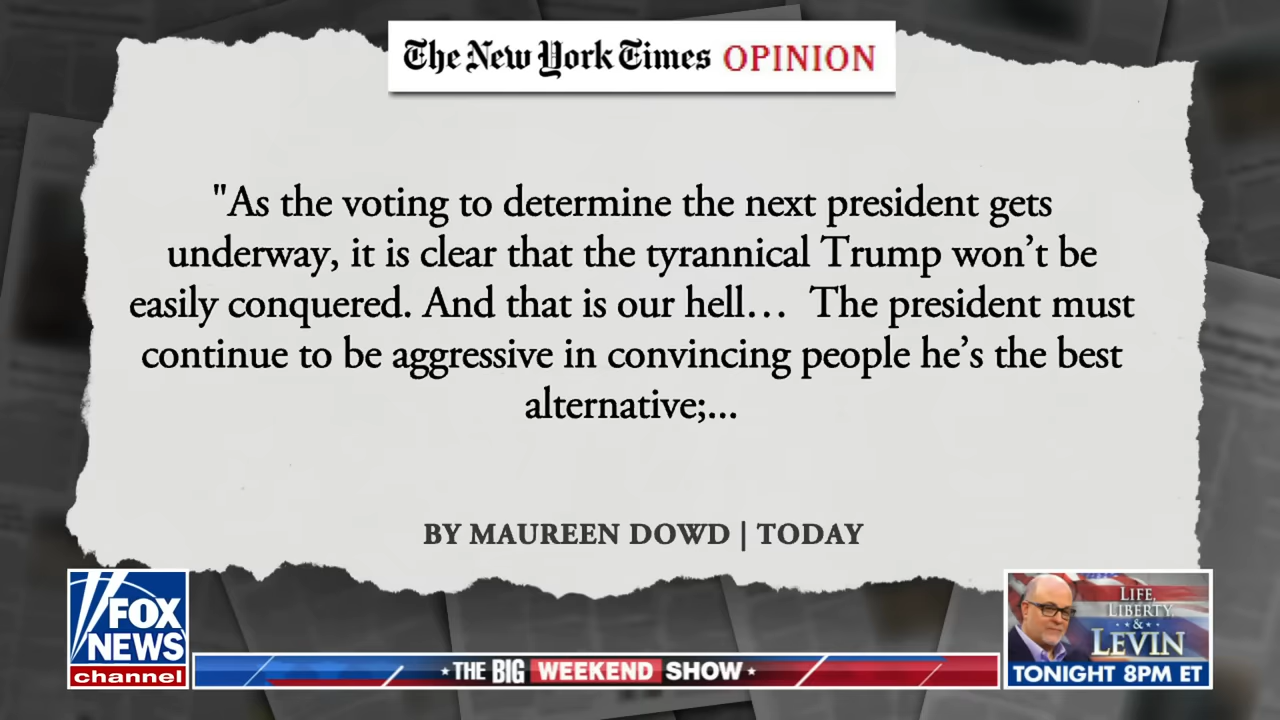 The New York Times OPINION
"As the voting to determine the next president gets
underway, it is clear that the tyrannical Trump won’t be
easily conquered. And that is our hell…  The president must
continue to be aggressive in convincing people he’s the best
alternative;...
BY MAUREEN DOWD | TODAY
FOX
NEWS
channel
THE BIG WEEKEND SHOW
LIFE,
LIBERTY,
&
LEVIN
TONIGHT 8PM ET